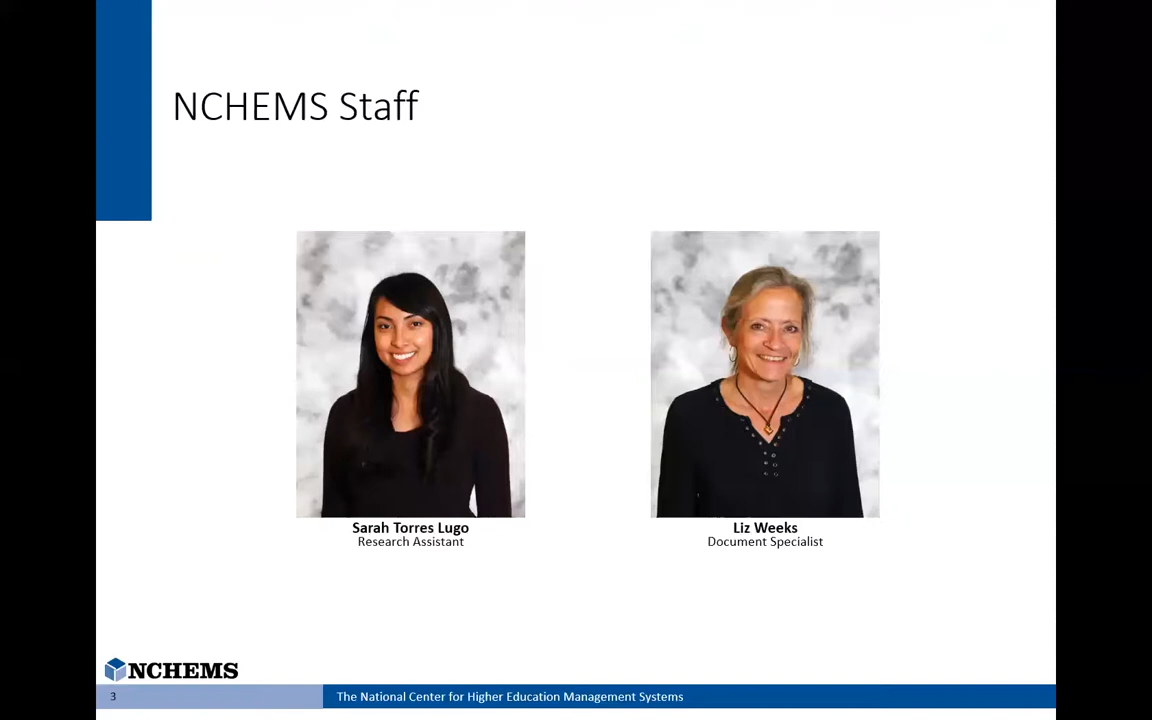 NCHEMS Staff
Sarah Torres Lugo
Research Assistant
Liz Weeks
Document Specialist
NCHEMS
3
The National Center for Higher Education Management Systems